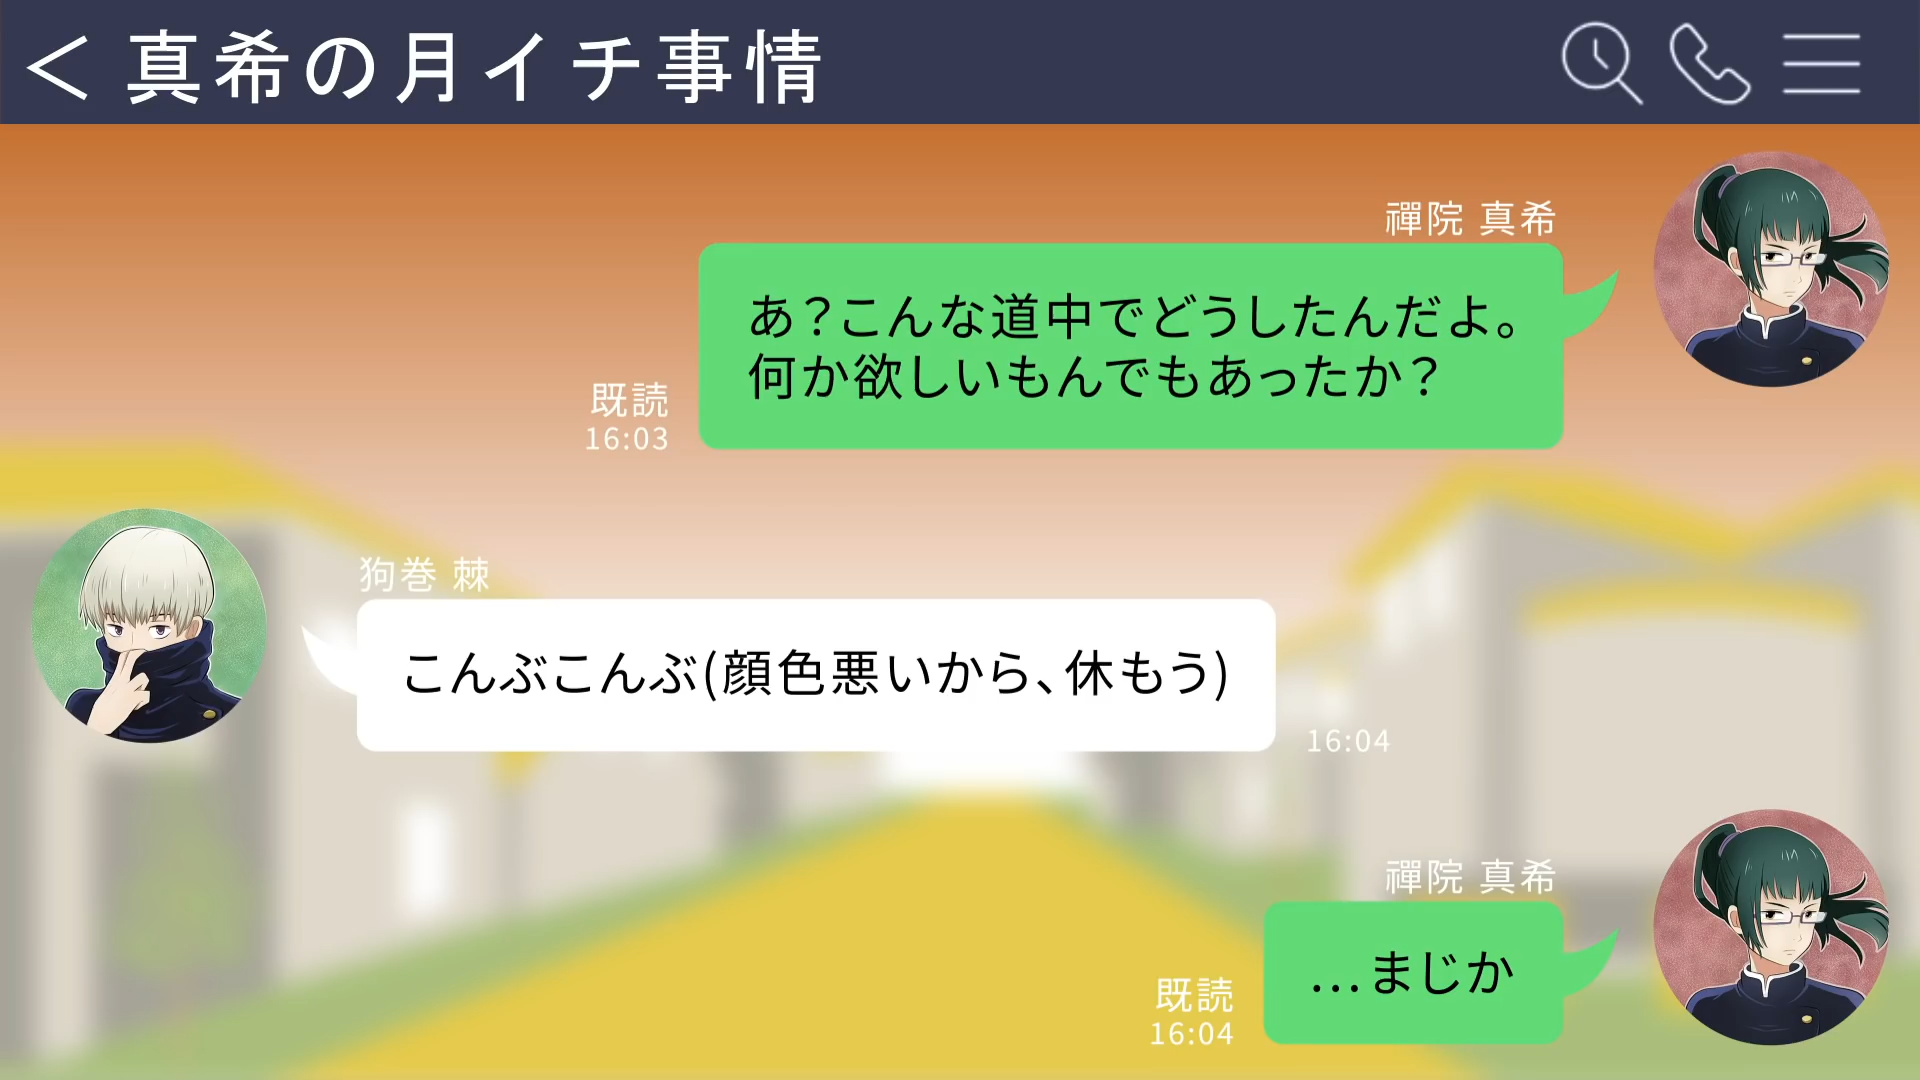 < 真希の月イチ事情
禪院 真希
あ？こんな道中でどうしたんだよ。
何か欲しいもんでもあったか？
既読
16:03
狗巻 棘
こんぶこんぶ(顔色悪いから、休もう)
16:04
禪院 真希
…まじか
既読
16:04